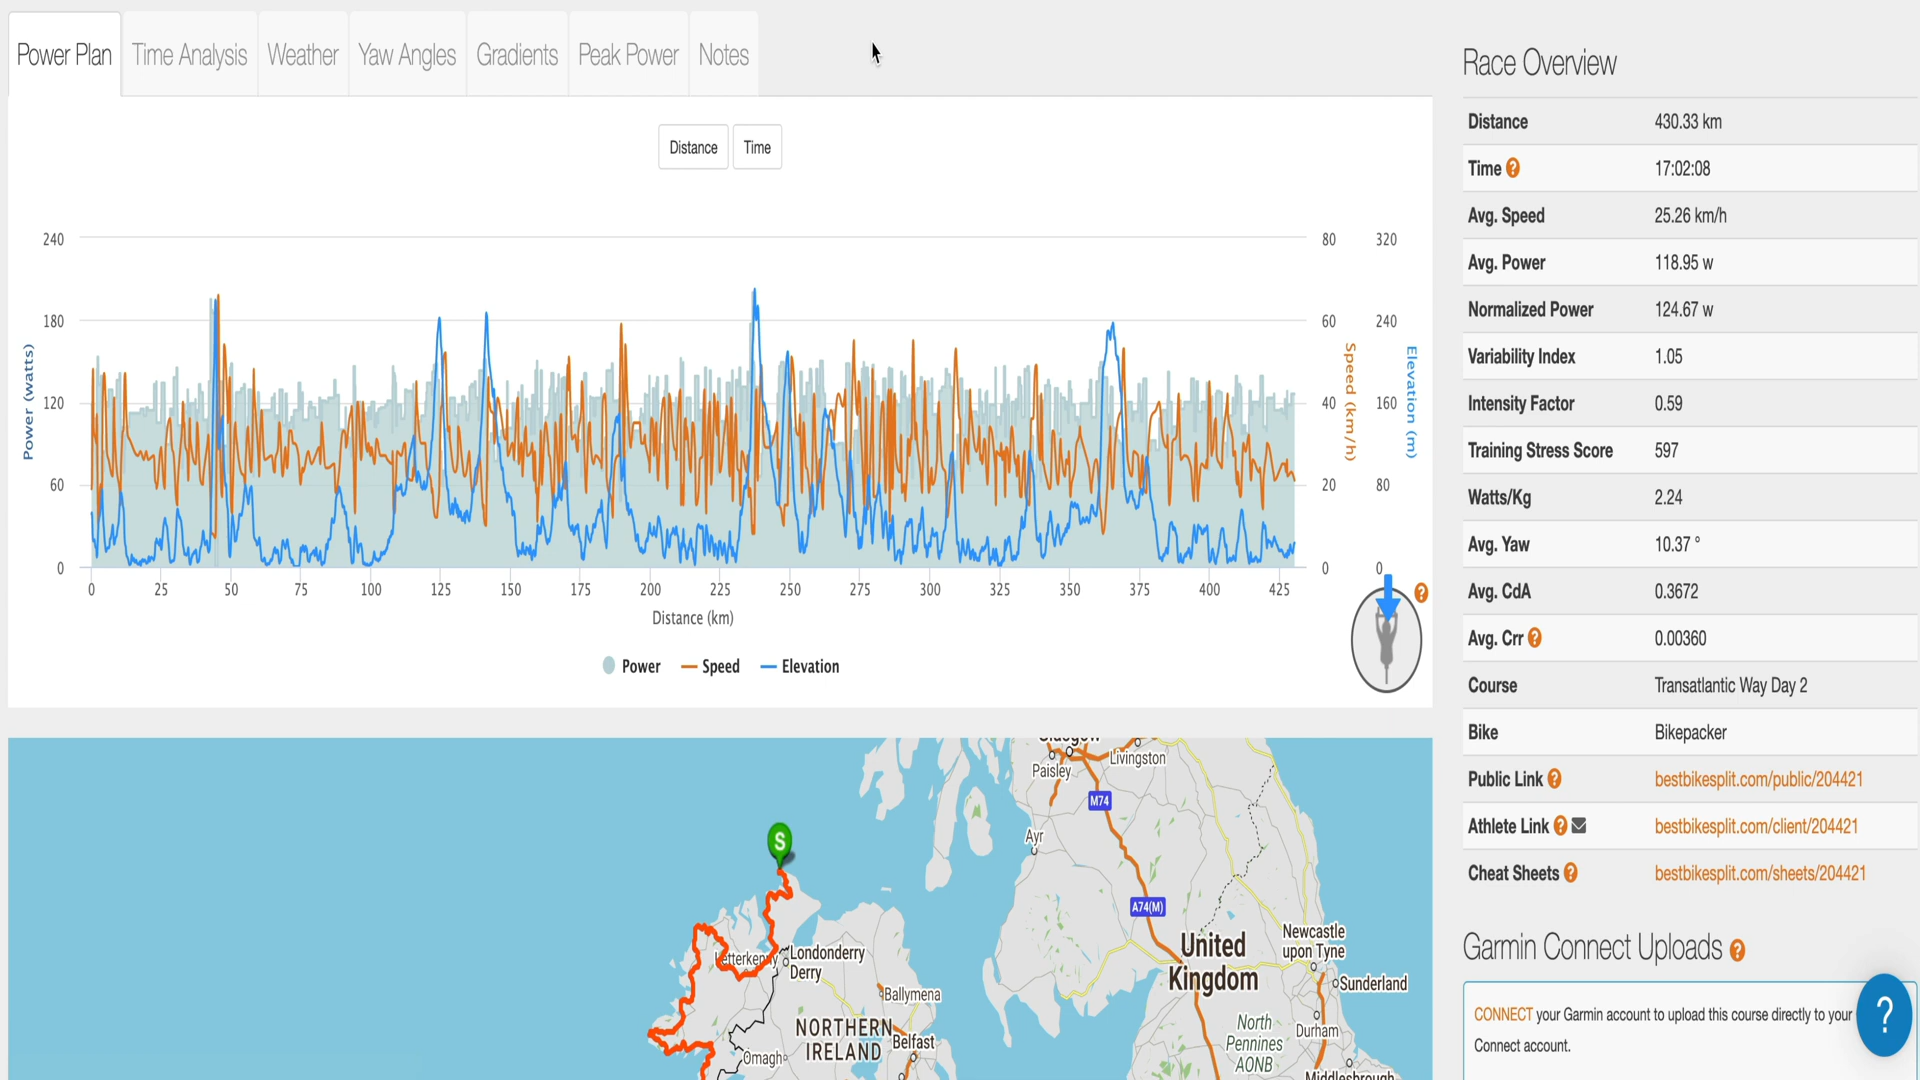 Power Plan Time Analysis Weather Yaw Angles Gradients Peak Power Notes
Distance Time
240 180 120 60 0
Power (watts)
80 60 40 20 0
Speed (km/h)
320 240 160 80 0
Elevation (m)
0 25 50 75 100 125 150 175 200 225 250 275 300 325 350 375 400 425
Distance (km)
Power Speed Elevation
?
Race Overview
Distance 430.33 km
Time ? 17:02:08
Avg. Speed 25.26 km/h
Avg. Power 118.95 w
Normalized Power 124.67 w
Variability Index 1.05
Intensity Factor 0.59
Training Stress Score 597
Watts/Kg 2.24
Avg. Yaw 10.37 °
Avg. CdA 0.3672
Avg. Crr ? 0.00360
Course Transatlantic Way Day 2
Bike Bikepacker
Public Link ? bestbikesplit.com/public/204421
Athlete Link ? bestbikesplit.com/client/204421
Cheat Sheets ? bestbikesplit.com/sheets/204421
Garmin Connect Uploads ?
CONNECT your Garmin account to upload this course directly to your
Connect account.
?
Glasgow
Livingston
Paisley
M74
S
Ayr
A74(M)
United
Kingdom
Newcastle
upon Tyne
Sunderland
Letterkenny
Londonderry
Derry
Ballymena
NORTHERN
IRELAND
Belfast
Omagh
North
Pennines
AONB
Durham
Middlesbrough